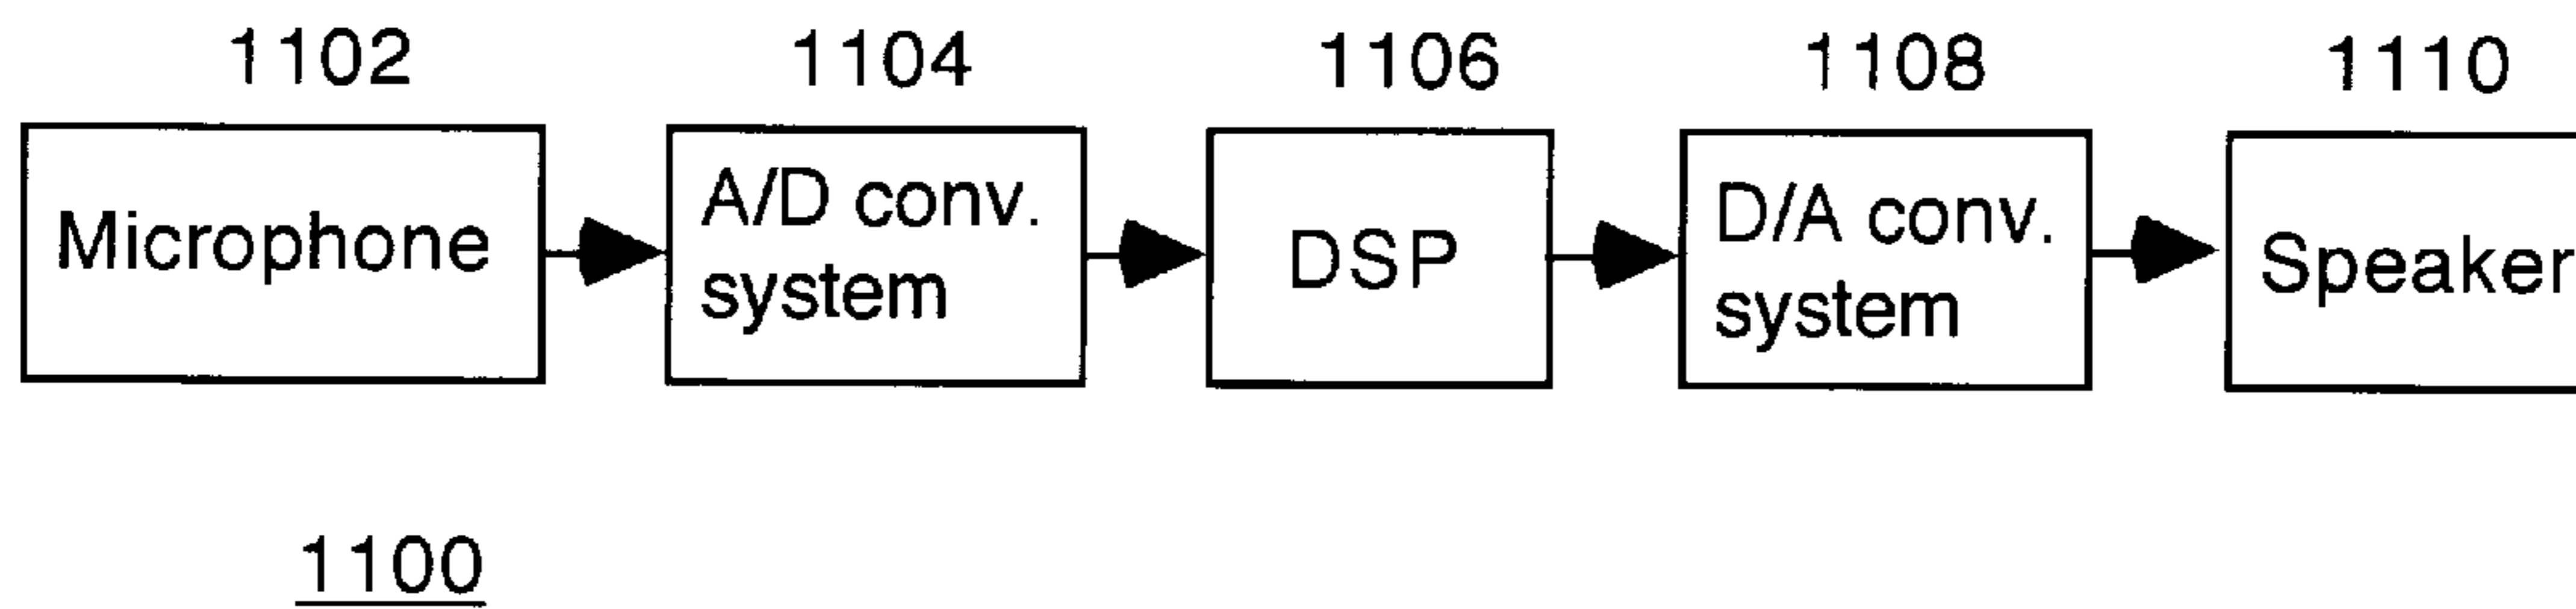 1102 1104 1106 1108 1110
Microphone
A/D conv.
system
DSP
D/A conv.
system
Speaker
1100